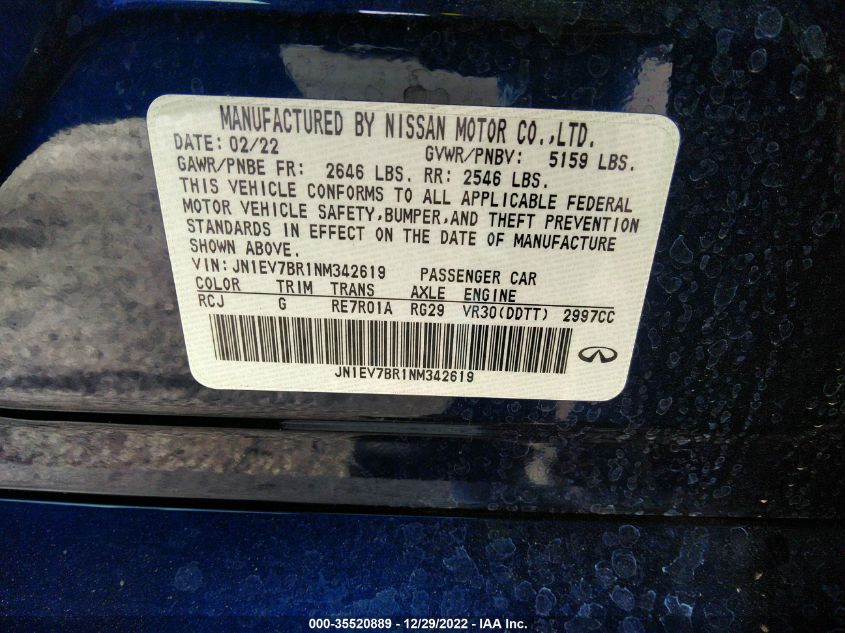 MANUFACTURED BY NISSAN MOTOR CO.,LTD.
DATE: 02/22 GVWR/PNBV: 5159 LBS.
GAWR/PNBE FR: 2646 LBS. RR: 2546 LBS.
THIS VEHICLE CONFORMS TO ALL APPLICABLE FEDERAL
MOTOR VEHICLE SAFETY,BUMPER,AND THEFT PREVENTION
STANDARDS IN EFFECT ON THE DATE OF MANUFACTURE
SHOWN ABOVE.
VIN: JN1EV7BR1NM342619 PASSENGER CAR
COLOR TRIM TRANS AXLE ENGINE
RCJ G RE7R01A RG29 VR30(DDTT) 2997CC
JN1EV7BR1NM342619
000-35520889 - 12/29/2022 - IAA Inc.